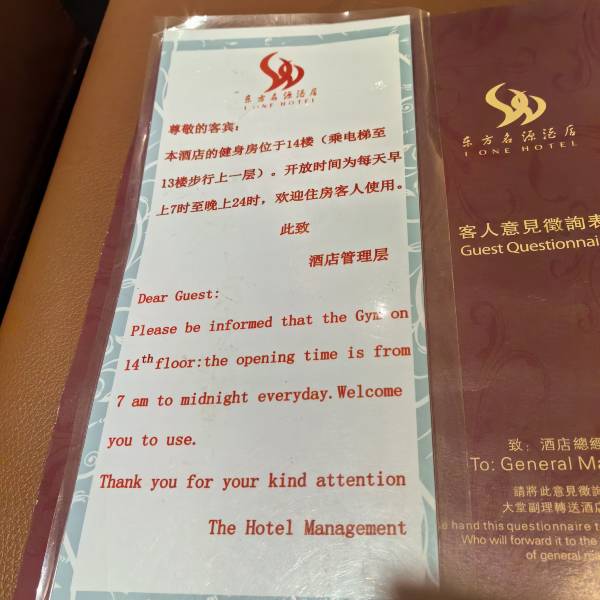 东方名源酒店
I ONE HOTEL
尊敬的客宾：
本酒店的健身房位于14楼（乘电梯至
13楼步行上一层）。开放时间为每天早
上7时至晚上24时，欢迎住房客人使用。
此致
酒店管理层
Dear Guest:
Please be informed that the Gym on
14th floor:the opening time is from
7 am to midnight everyday.Welcome
you to use.
Thank you for your kind attention
The Hotel Management
东方名源酒店
I ONE HOTEL
客人意見徵詢表
Guest Questionnai
致：酒店總經
To: General Ma
請將此意見徵詢
大堂副理轉送酒店
hand this questionnaire to
Who will forward it to the
of general ma